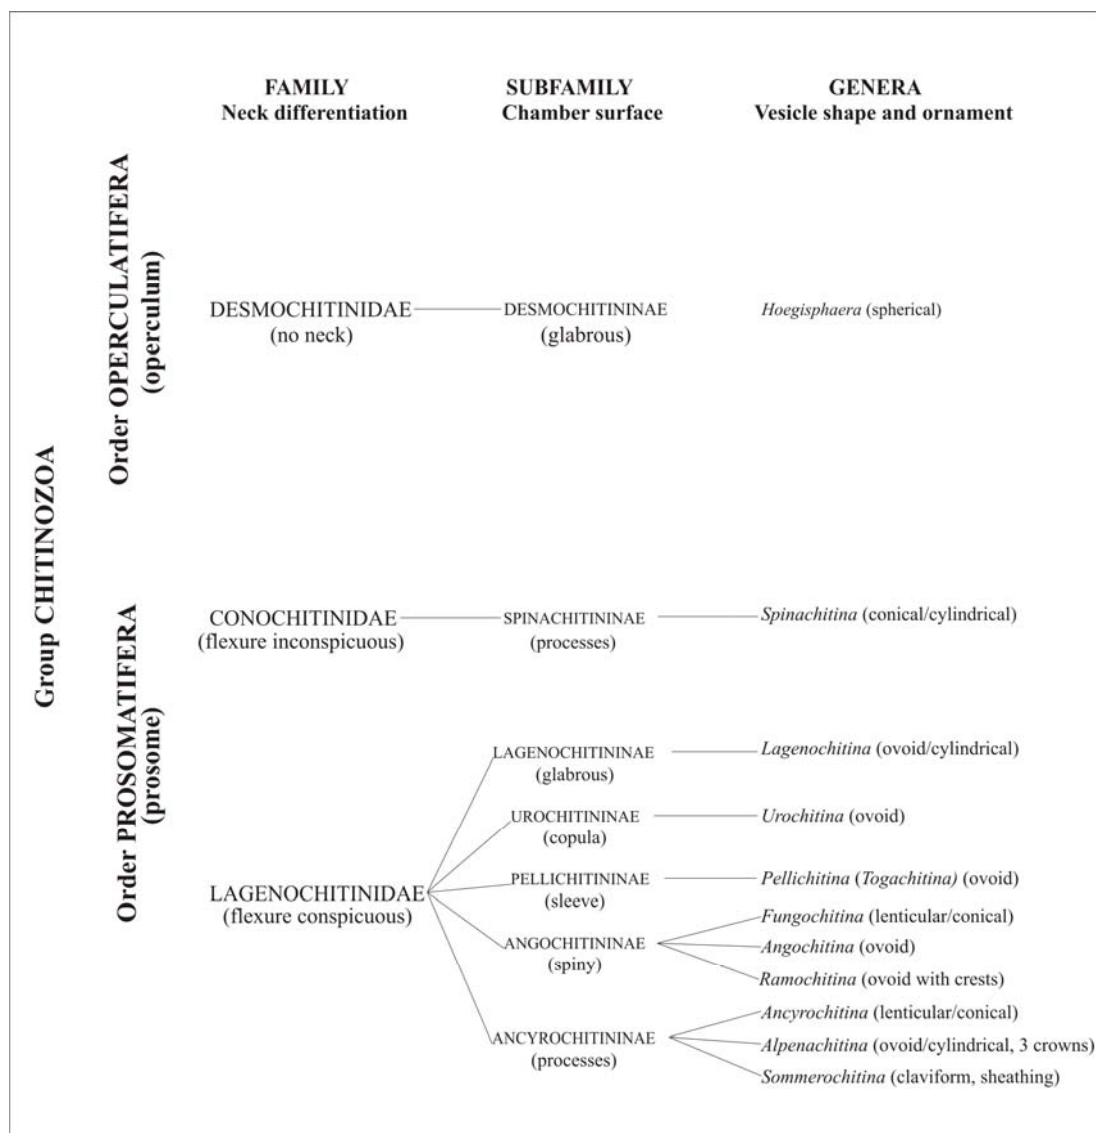 FAMILY
Neck differentiation
SUBFAMILY
Chamber surface
GENERA
Vesicle shape and ornament
Group CHITINOZOA
Order OPERCULATIFERA
(operculum)
DESMOCHITINIDAE
(no neck)
DESMOCHITININAE
(glabrous)
Hoegisphaera (spherical)
Order PROSOMATIFERA
(prosome)
CONOCHITINIDAE
(flexure inconspicuous)
SPINACHITININAE
(processes)
Spinachitina (conical/cylindrical)
LAGENOCHITINIDAE
(flexure conspicuous)
LAGENOCHITININAE
(glabrous)
Lagenochitina (ovoid/cylindrical)
UROCHITININAE
(copula)
Urochitina (ovoid)
PELLICHITININAE
(sleeve)
Pellichitina (Togachitina) (ovoid)
ANGOCHITININAE
(spiny)
Fungochitina (lenticular/conical)
Angochitina (ovoid)
Ramochitina (ovoid with crests)
ANCYROCHITININAE
(processes)
Ancyrochitina (lenticular/conical)
Alpenachitina (ovoid/cylindrical, 3 crowns)
Sommerochitina (claviform, sheathing)